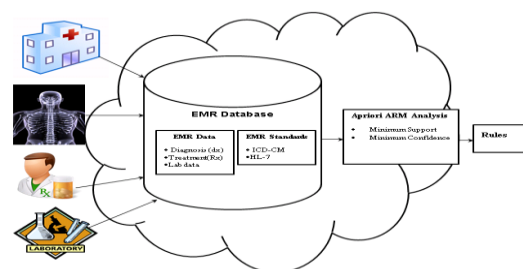 EMR Database
EMR Data
• Diagnosis (dx)
• Treatment(Rx)
• Lab data
EMR Standards
• ICD-CM
• HL-7
Apriori ARM Analysis
• Minimum Support
• Minimum Confidence
Rules
Rx
LABORATORY